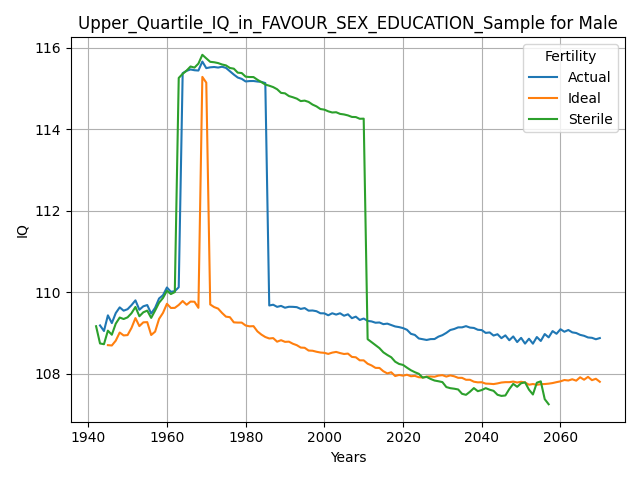 Upper_Quartile_IQ_in_FAVOUR_SEX_EDUCATION_Sample for Male
Fertility
Actual
Ideal
Sterile
116
114
112
110
108
IQ
1940
1960
1980
2000
2020
2040
2060
Years